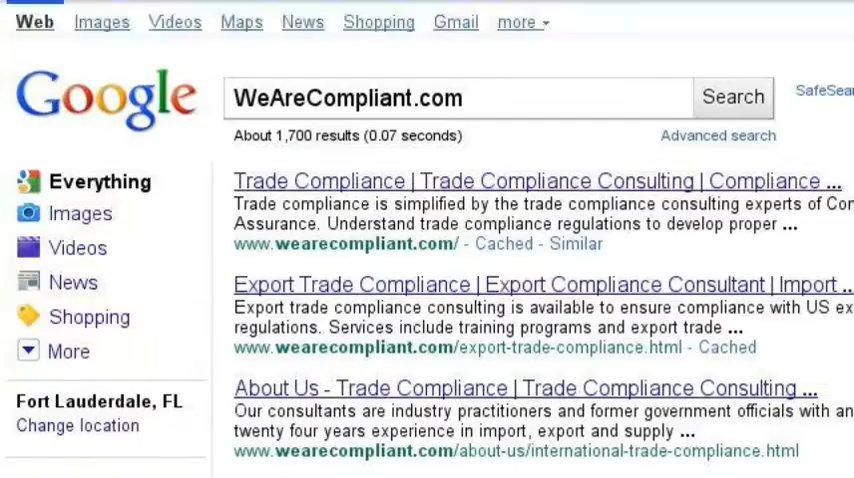 Web Images Videos Maps News Shopping Gmail more
Google WeAreCompliant.com Search SafeSear
About 1,700 results (0.07 seconds) Advanced search
Everything
Images
Videos
News
Shopping
More
Fort Lauderdale, FL
Change location
Trade Compliance | Trade Compliance Consulting | Compliance ...
Trade compliance is simplified by the trade compliance consulting experts of Con
Assurance. Understand trade compliance regulations to develop proper ...
www.wearecompliant.com/ - Cached - Similar
Export Trade Compliance | Export Compliance Consultant | Import ..
Export trade compliance consulting is available to ensure compliance with US ex
regulations. Services include training programs and export trade ...
www.wearecompliant.com/export-trade-compliance.html - Cached
About Us - Trade Compliance | Trade Compliance Consulting ...
Our consultants are industry practitioners and former government officials with an
twenty four years experience in import, export and supply ...
www.wearecompliant.com/about-us/international-trade-compliance.html